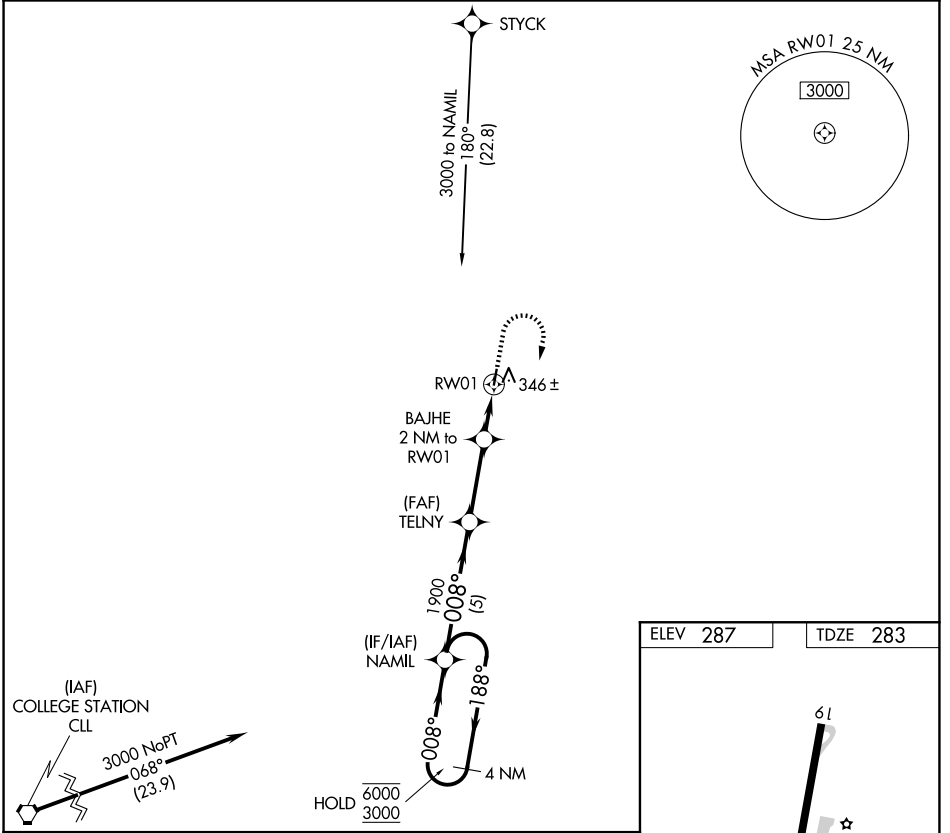 STYCK
3000 to NAMIL
180°
(22.8)
MSA RW01 25 NM
3000
RW01
346 ±
BAJHE
2 NM to
RW01
(FAF)
TELNY
1900
008°
(5)
(IF/IAF)
NAMIL
188°
008°
4 NM
HOLD
6000
3000
(IAF)
COLLEGE STATION
CLL
3000 NoPT
068°
(23.9)
ELEV 287
TDZE 283
19